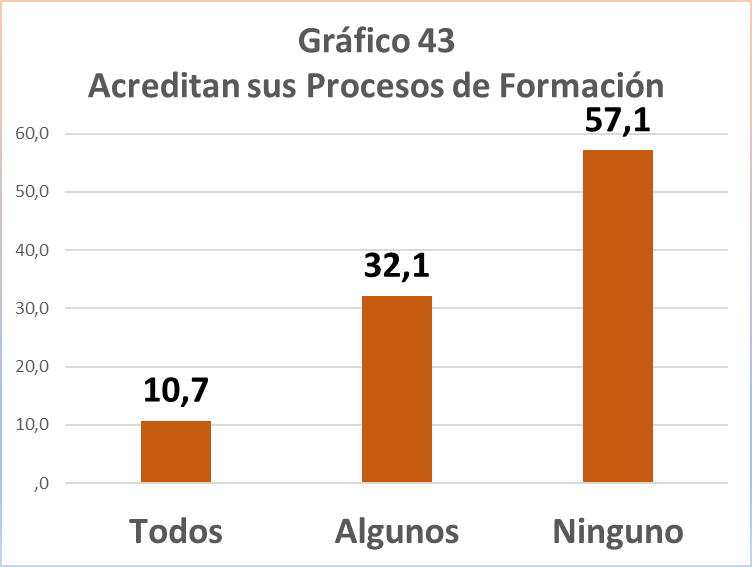 Gráfico 43
Acreditan sus Procesos de Formación
60,0
50,0
40,0
30,0
20,0
10,0
,0
10,7
32,1
57,1
Todos
Algunos
Ninguno